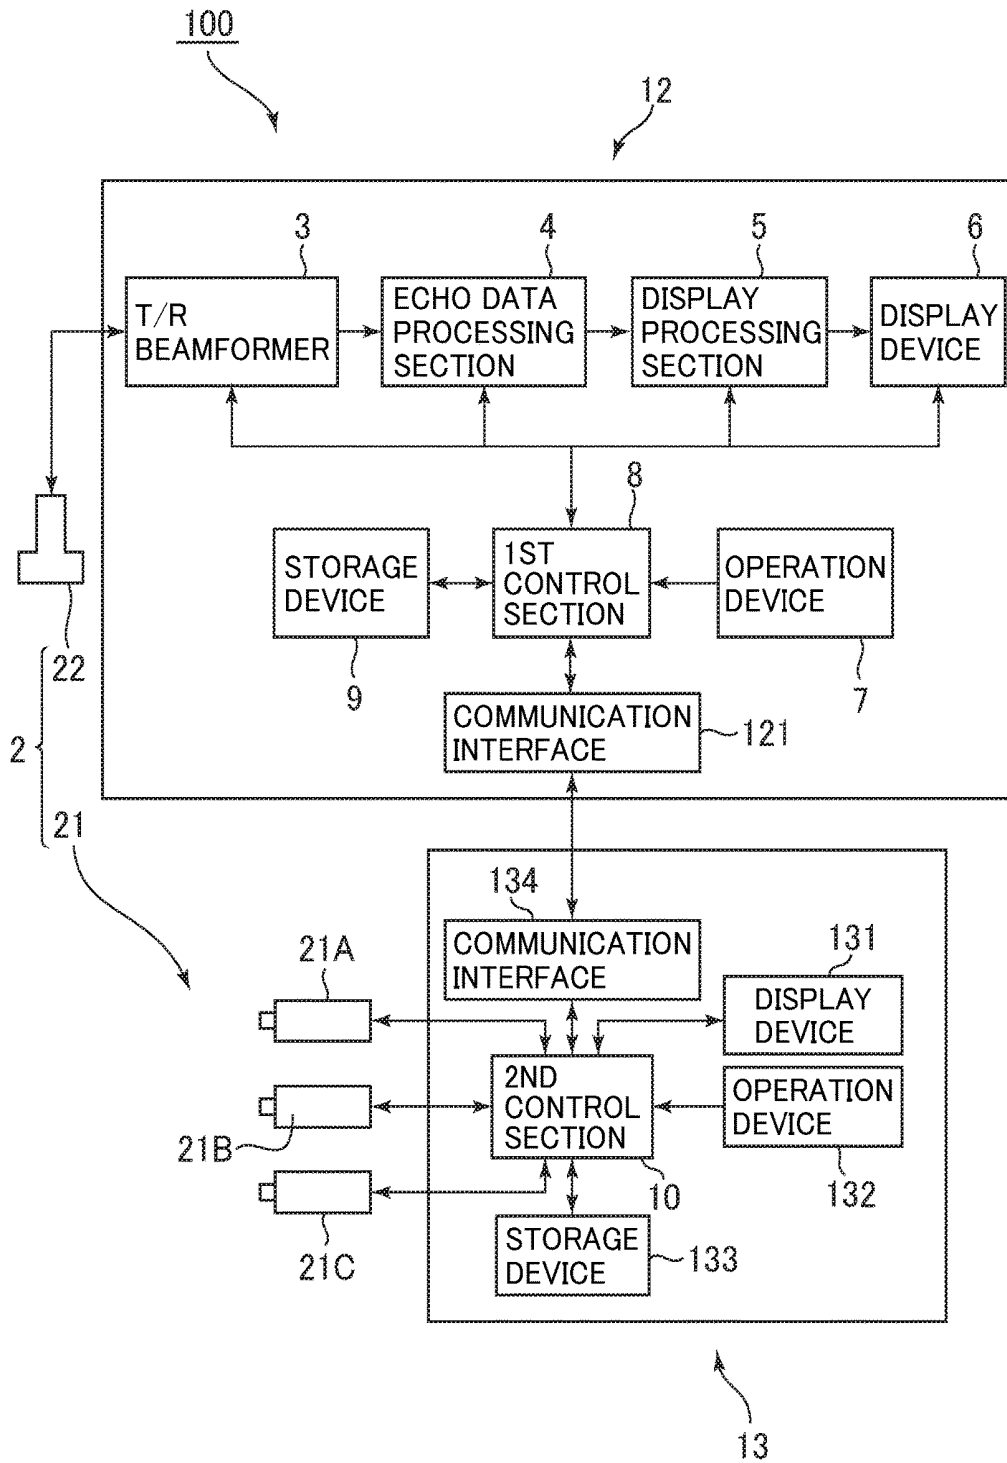 100
12
3
4
5
6
T/R
BEAMFORMER
ECHO DATA
PROCESSING
SECTION
DISPLAY
PROCESSING
SECTION
DISPLAY
DEVICE
8
STORAGE
DEVICE
1ST
CONTROL
SECTION
OPERATION
DEVICE
22
9
7
COMMUNICATION
INTERFACE
121
2
21
134
COMMUNICATION
INTERFACE
131
21A
DISPLAY
DEVICE
2ND
CONTROL
SECTION
OPERATION
DEVICE
21B
10
132
STORAGE
DEVICE
133
21C
13